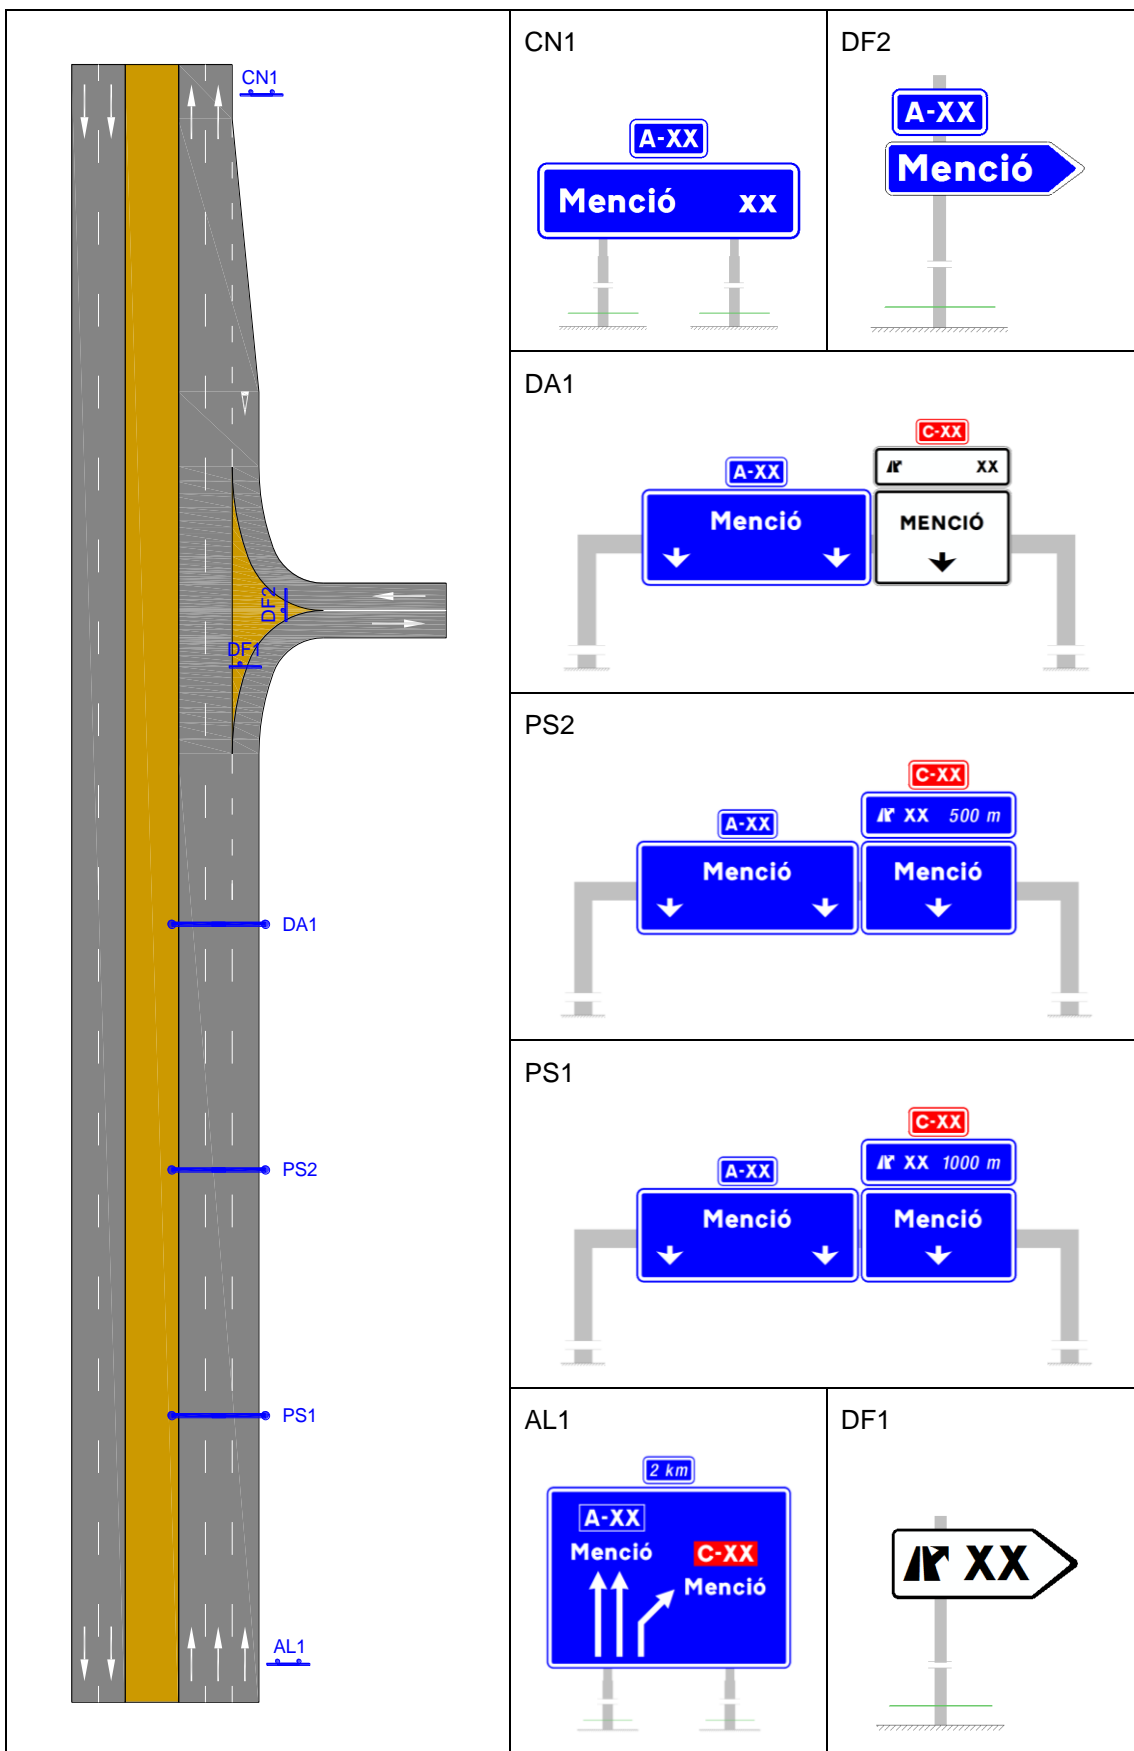 CN1
DF2
DF1
DA1
PS2
PS1
AL1
CN1
A-XX
Menció xx
DF2
A-XX
Menció
DA1
C-XX
XX
A-XX
Menció
MENCIÓ
PS2
C-XX
XX 500 m
A-XX
Menció
Menció
PS1
C-XX
XX 1000 m
A-XX
Menció
Menció
AL1
2 km
A-XX
Menció
C-XX
Menció
DF1
XX